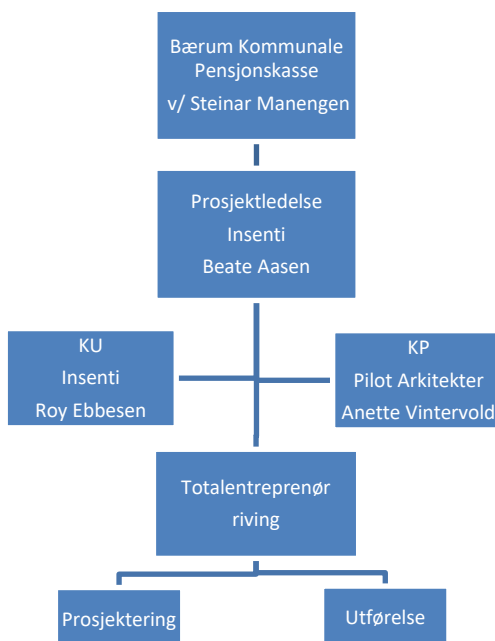 Bærum Kommunale
Pensjonskasse
v/ Steinar Manengen
Prosjektledelse
Insenti
Beate Aasen
KU
Insenti
Roy Ebbesen
KP
Pilot Arkitekter
Anette Vintervold
Totalentreprenør
riving
Prosjektering
Utførelse